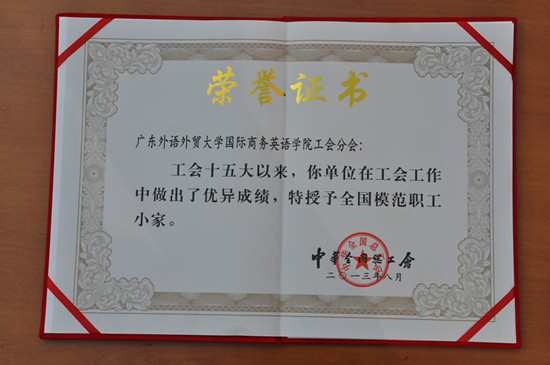 荣誉证书
广东外语外贸大学国际商务英语学院工会分会：
工会十五大以来，你单位在工会工作
中做出了优异成绩，特授予全国模范职工
小家。
中华全国总工会
二〇一三年八月